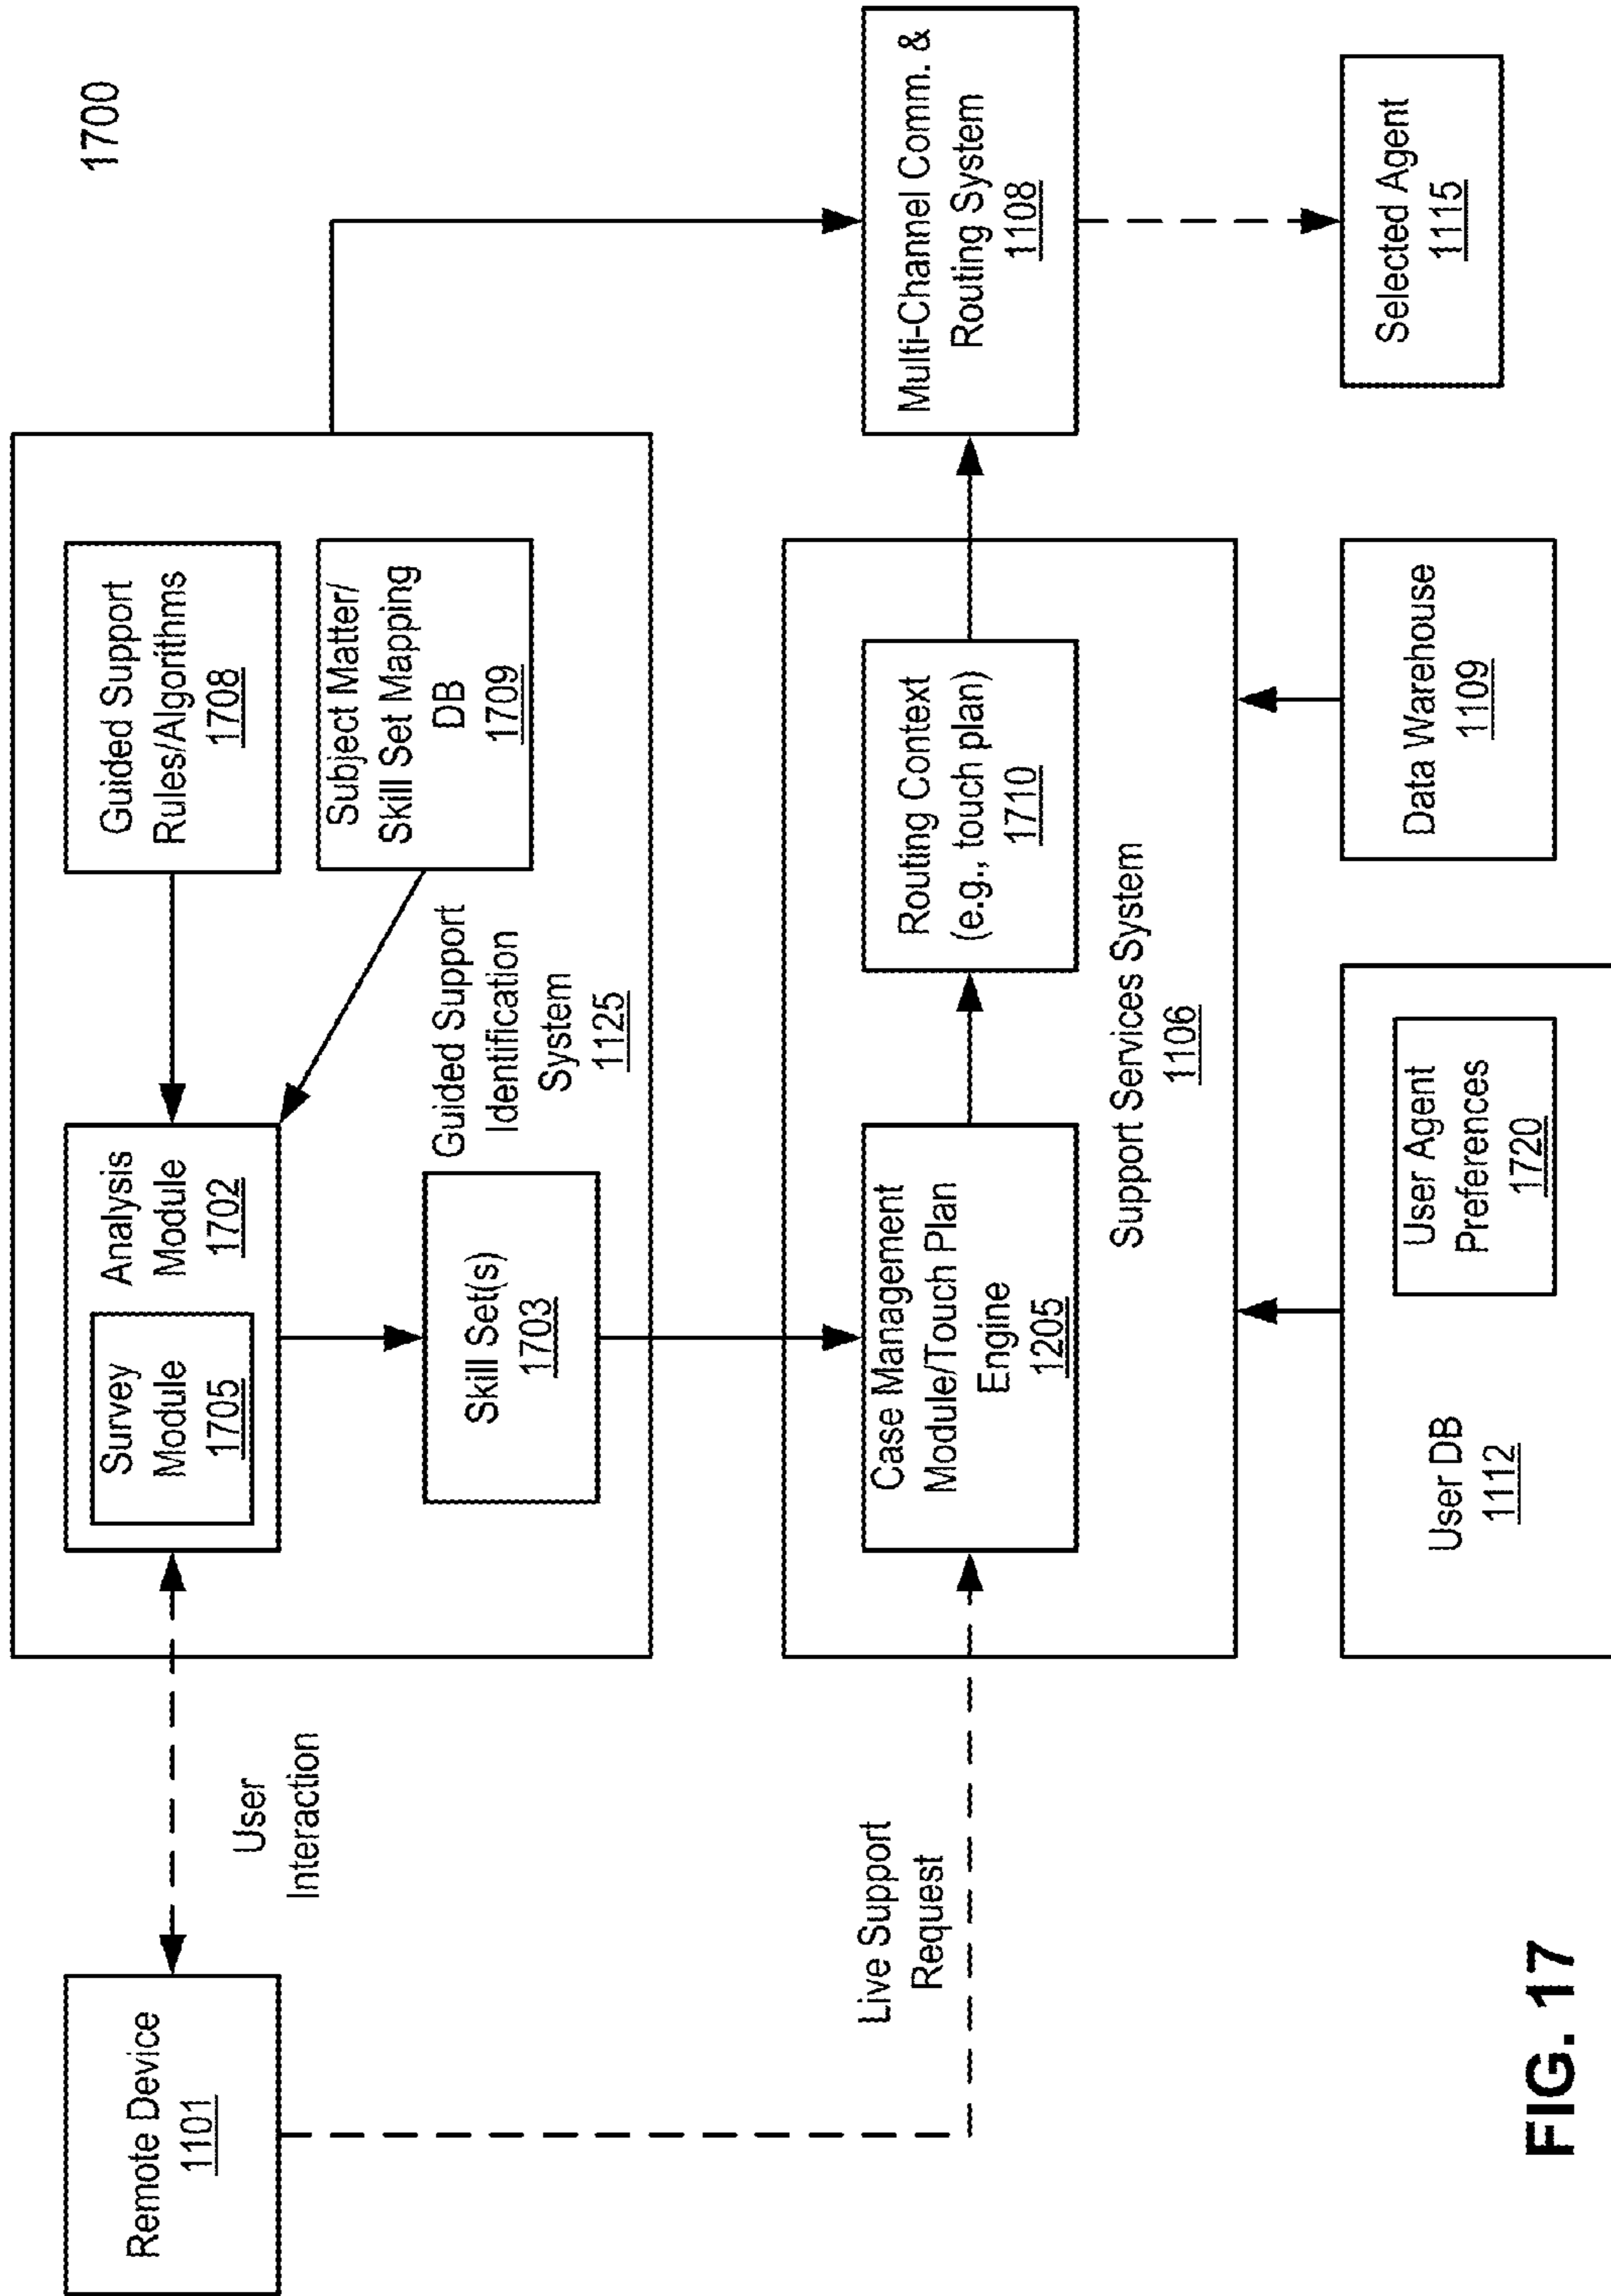 1700
Remote Device
1101
User
Interaction
Survey
Module
1705
Analysis
Module
1702
Guided Support
Rules/Algorithms
1708
Subject Matter/
Skill Set Mapping
DB
1709
Skill Set(s)
1703
Guided Support
Identification
System
1125
Live Support
Request
Case Management
Module/Touch Plan
Engine
1205
Routing Context
(e.g., touch plan)
1710
Support Services System
1106
Multi-Channel Comm. &
Routing System
1108
User DB
1112
User Agent
Preferences
1720
Data Warehouse
1109
Selected Agent
1115
FIG. 17